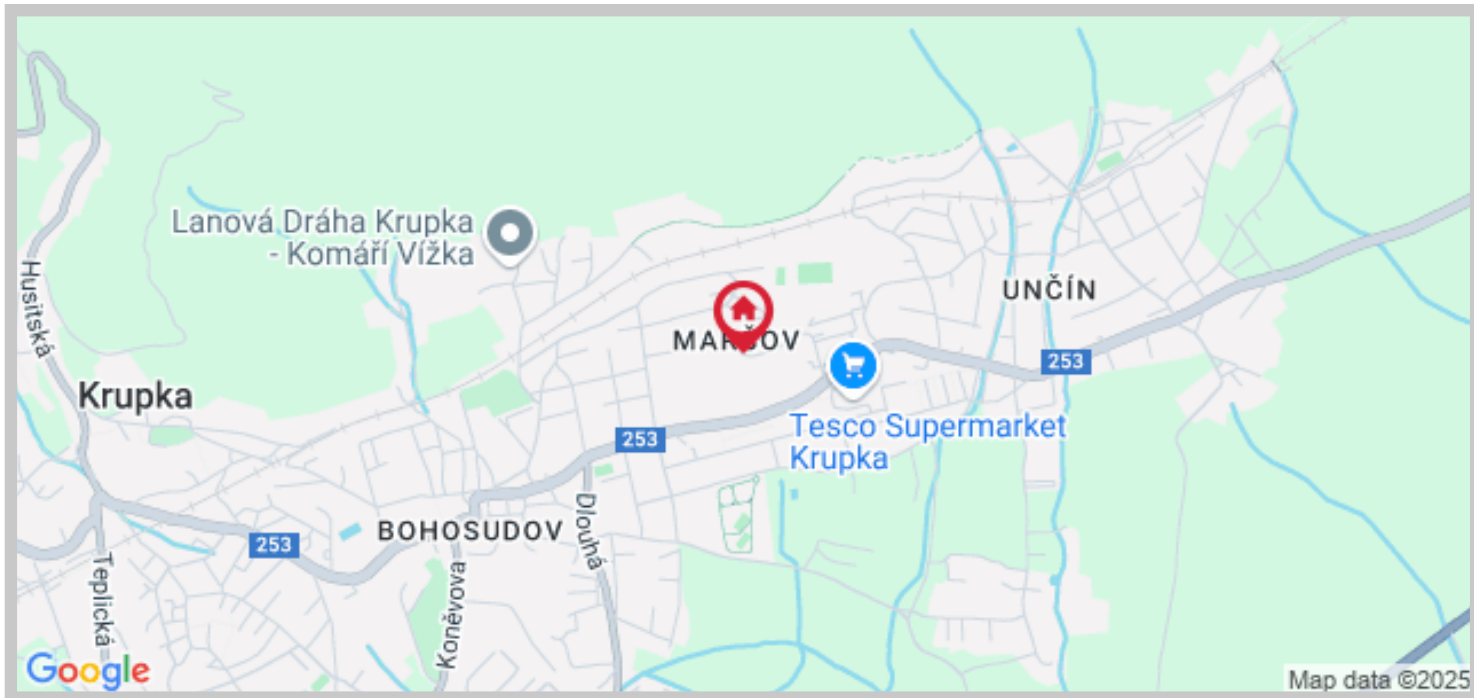 Lanová Dráha Krupka
- Komáří Vížka
Husitská
UNČÍN
MARŠOV
253
Krupka
Tesco Supermarket
Krupka
253
Dlouhá
BOHOSUDOV
253
Teplická
Koněvova
Google
Map data ©2025